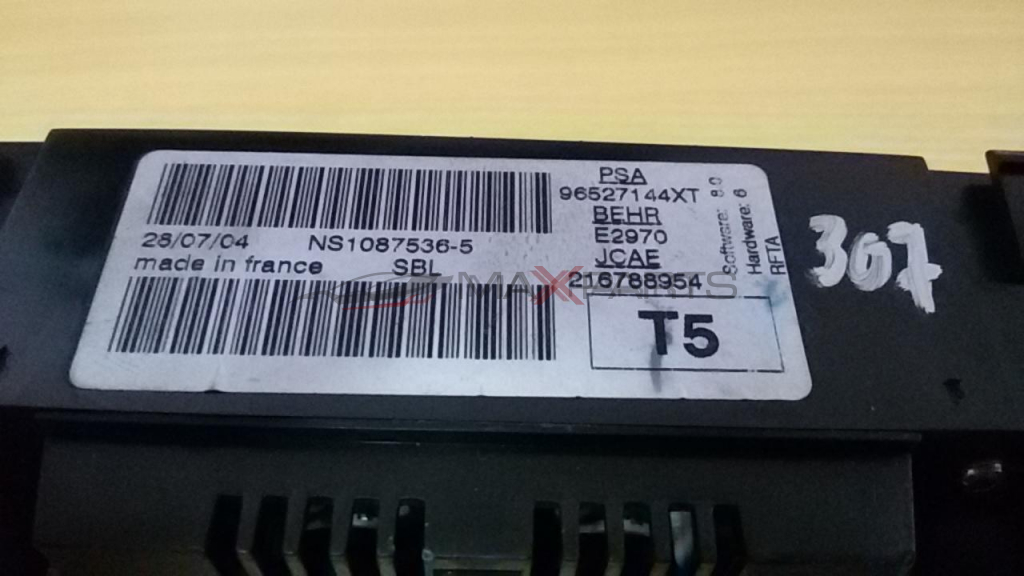 28/07/04 NS1087536-5
made in france SBL
PSA
96527144XT
BEHR
E2970
JCAE
216788954
T5
Software: 8.0
Hardware: 6
RFTA
307
MAXPARTS